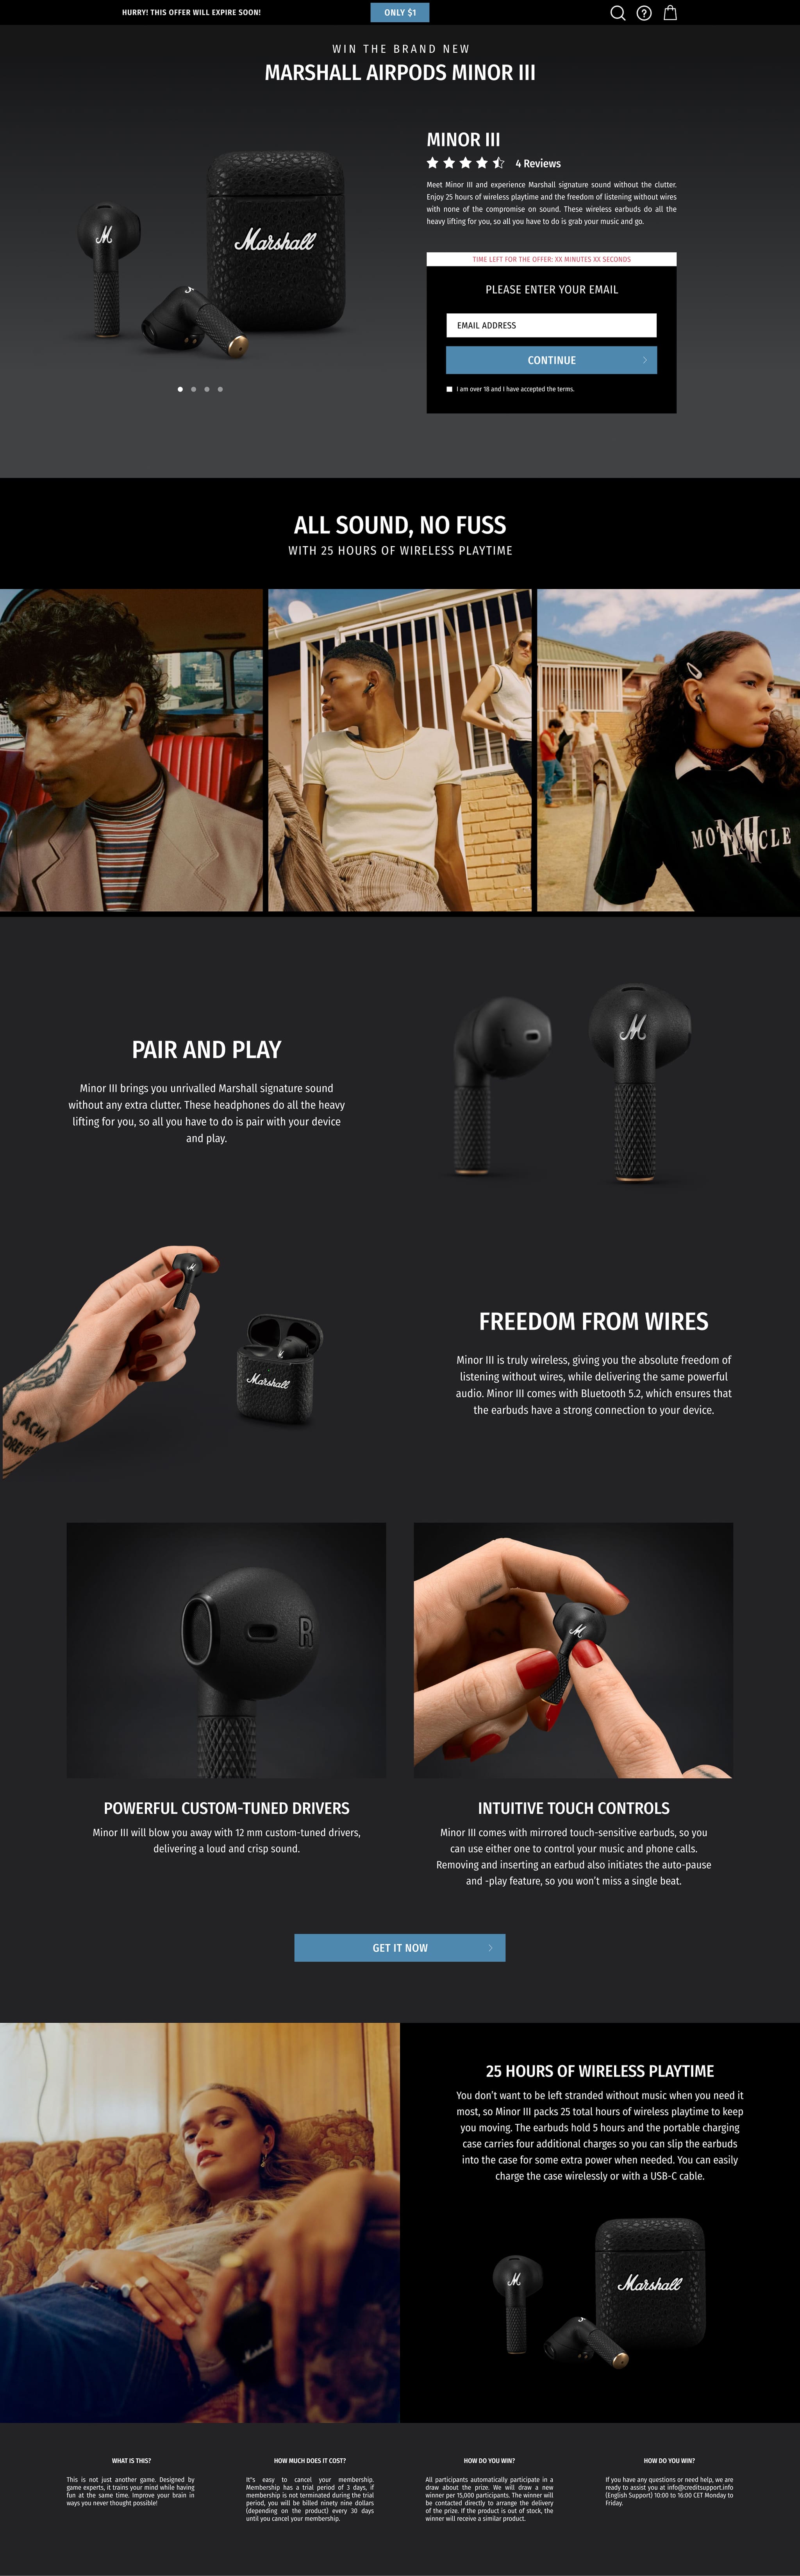 HURRY! THIS OFFER WILL EXPIRE SOON!
ONLY $1
WIN THE BRAND NEW
MARSHALL AIRPODS MINOR III
MINOR III
4 Reviews
Meet Minor III and experience Marshall signature sound without the clutter.
Enjoy 25 hours of wireless playtime and the freedom of listening without wires
with none of the compromise on sound. These wireless earbuds do all the
heavy lifting for you, so all you have to do is grab your music and go.
M
Marshall
TIME LEFT FOR THE OFFER: XX MINUTES XX SECONDS
PLEASE ENTER YOUR EMAIL
EMAIL ADDRESS
CONTINUE
I am over 18 and I have accepted the terms.
ALL SOUND, NO FUSS
WITH 25 HOURS OF WIRELESS PLAYTIME
PAIR AND PLAY
Minor III brings you unrivalled Marshall signature sound
without any extra clutter. These headphones do all the heavy
lifting for you, so all you have to do is pair with your device
and play.
M
M
Marshall
SACHA
FREEDOM FROM WIRES
Minor III is truly wireless, giving you the absolute freedom of
listening without wires, while delivering the same powerful
audio. Minor III comes with Bluetooth 5.2, which ensures that
the earbuds have a strong connection to your device.
R
M
POWERFUL CUSTOM-TUNED DRIVERS
Minor III will blow you away with 12 mm custom-tuned drivers,
delivering a loud and crisp sound.
INTUITIVE TOUCH CONTROLS
Minor III comes with mirrored touch-sensitive earbuds, so you
can use either one to control your music and phone calls.
Removing and inserting an earbud also initiates the auto-pause
and -play feature, so you won't miss a single beat.
GET IT NOW
25 HOURS OF WIRELESS PLAYTIME
You don't want to be left stranded without music when you need it
most, so Minor III packs 25 total hours of wireless playtime to keep
you moving. The earbuds hold 5 hours and the portable charging
case carries four additional charges so you can slip the earbuds
into the case for some extra power when needed. You can easily
charge the case wirelessly or with a USB-C cable.
M
Marshall
WHAT IS THIS?
This is not just another game. Designed by
game experts, it trains your mind while having
fun at the same time. Improve your brain in
ways you never thought possible!
HOW MUCH DOES IT COST?
It"s easy to cancel your membership.
Membership has a trial period of 3 days, if
membership is not terminated during the trial
period, you will be billed ninety nine dollars
(depending on the product) every 30 days
until you cancel your membership.
HOW DO YOU WIN?
All participants automatically participate in a
draw about the prize. We will draw a new
winner per 15,000 participants. The winner will
be contacted directly to arrange the delivery
of the prize. If the product is out of stock, the
winner will receive a similar product.
HOW DO YOU WIN?
If you have any questions or need help, we are
ready to assist you at info@creditsupport.info
(English Support) 10:00 to 16:00 CET Monday to
Friday.